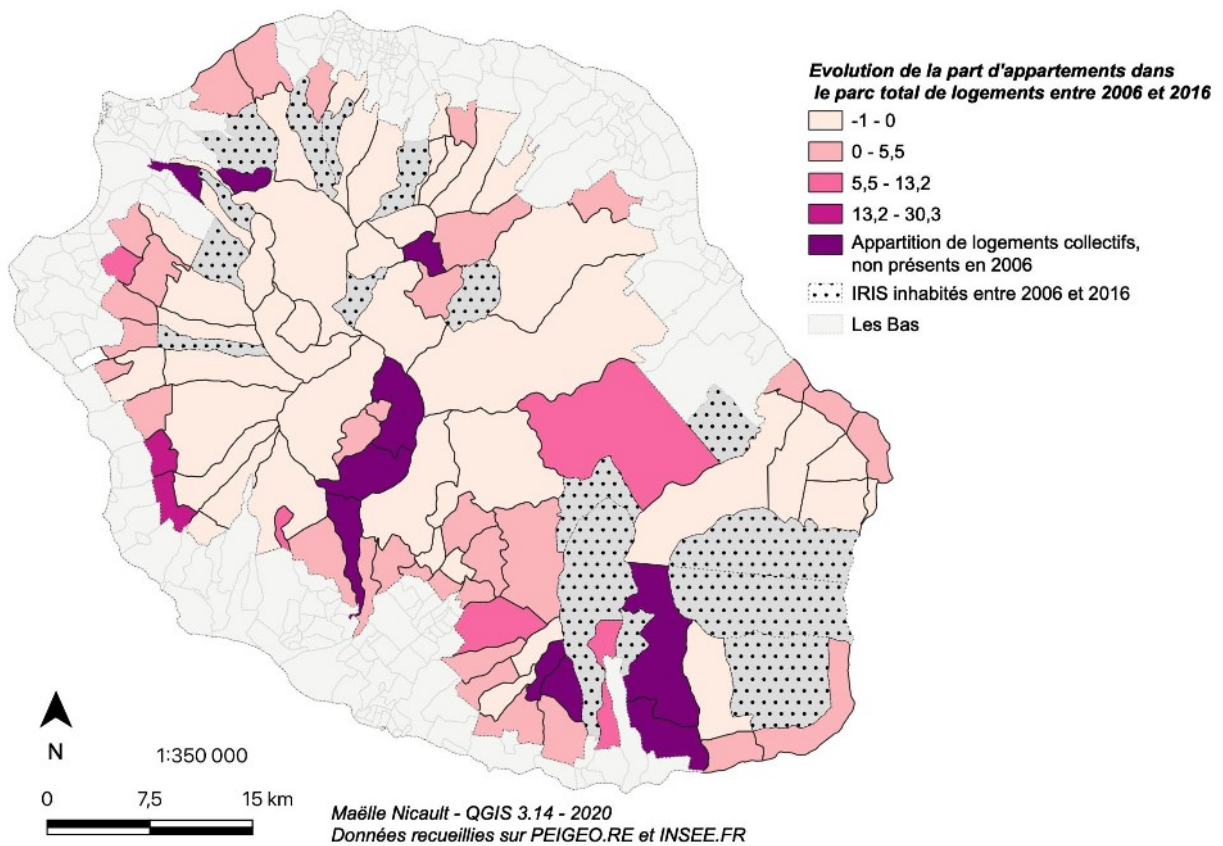 Evolution de la part d'appartements dans
le parc total de logements entre 2006 et 2016
-1 - 0
0 - 5,5
5,5 - 13,2
13,2 - 30,3
Appartition de logements collectifs,
non présents en 2006
IRIS inhabités entre 2006 et 2016
Les Bas
N
1:350 000
0 7,5 15 km
Maëlle Nicault - QGIS 3.14 - 2020
Données recueillies sur PEIGEO.RE et INSEE.FR